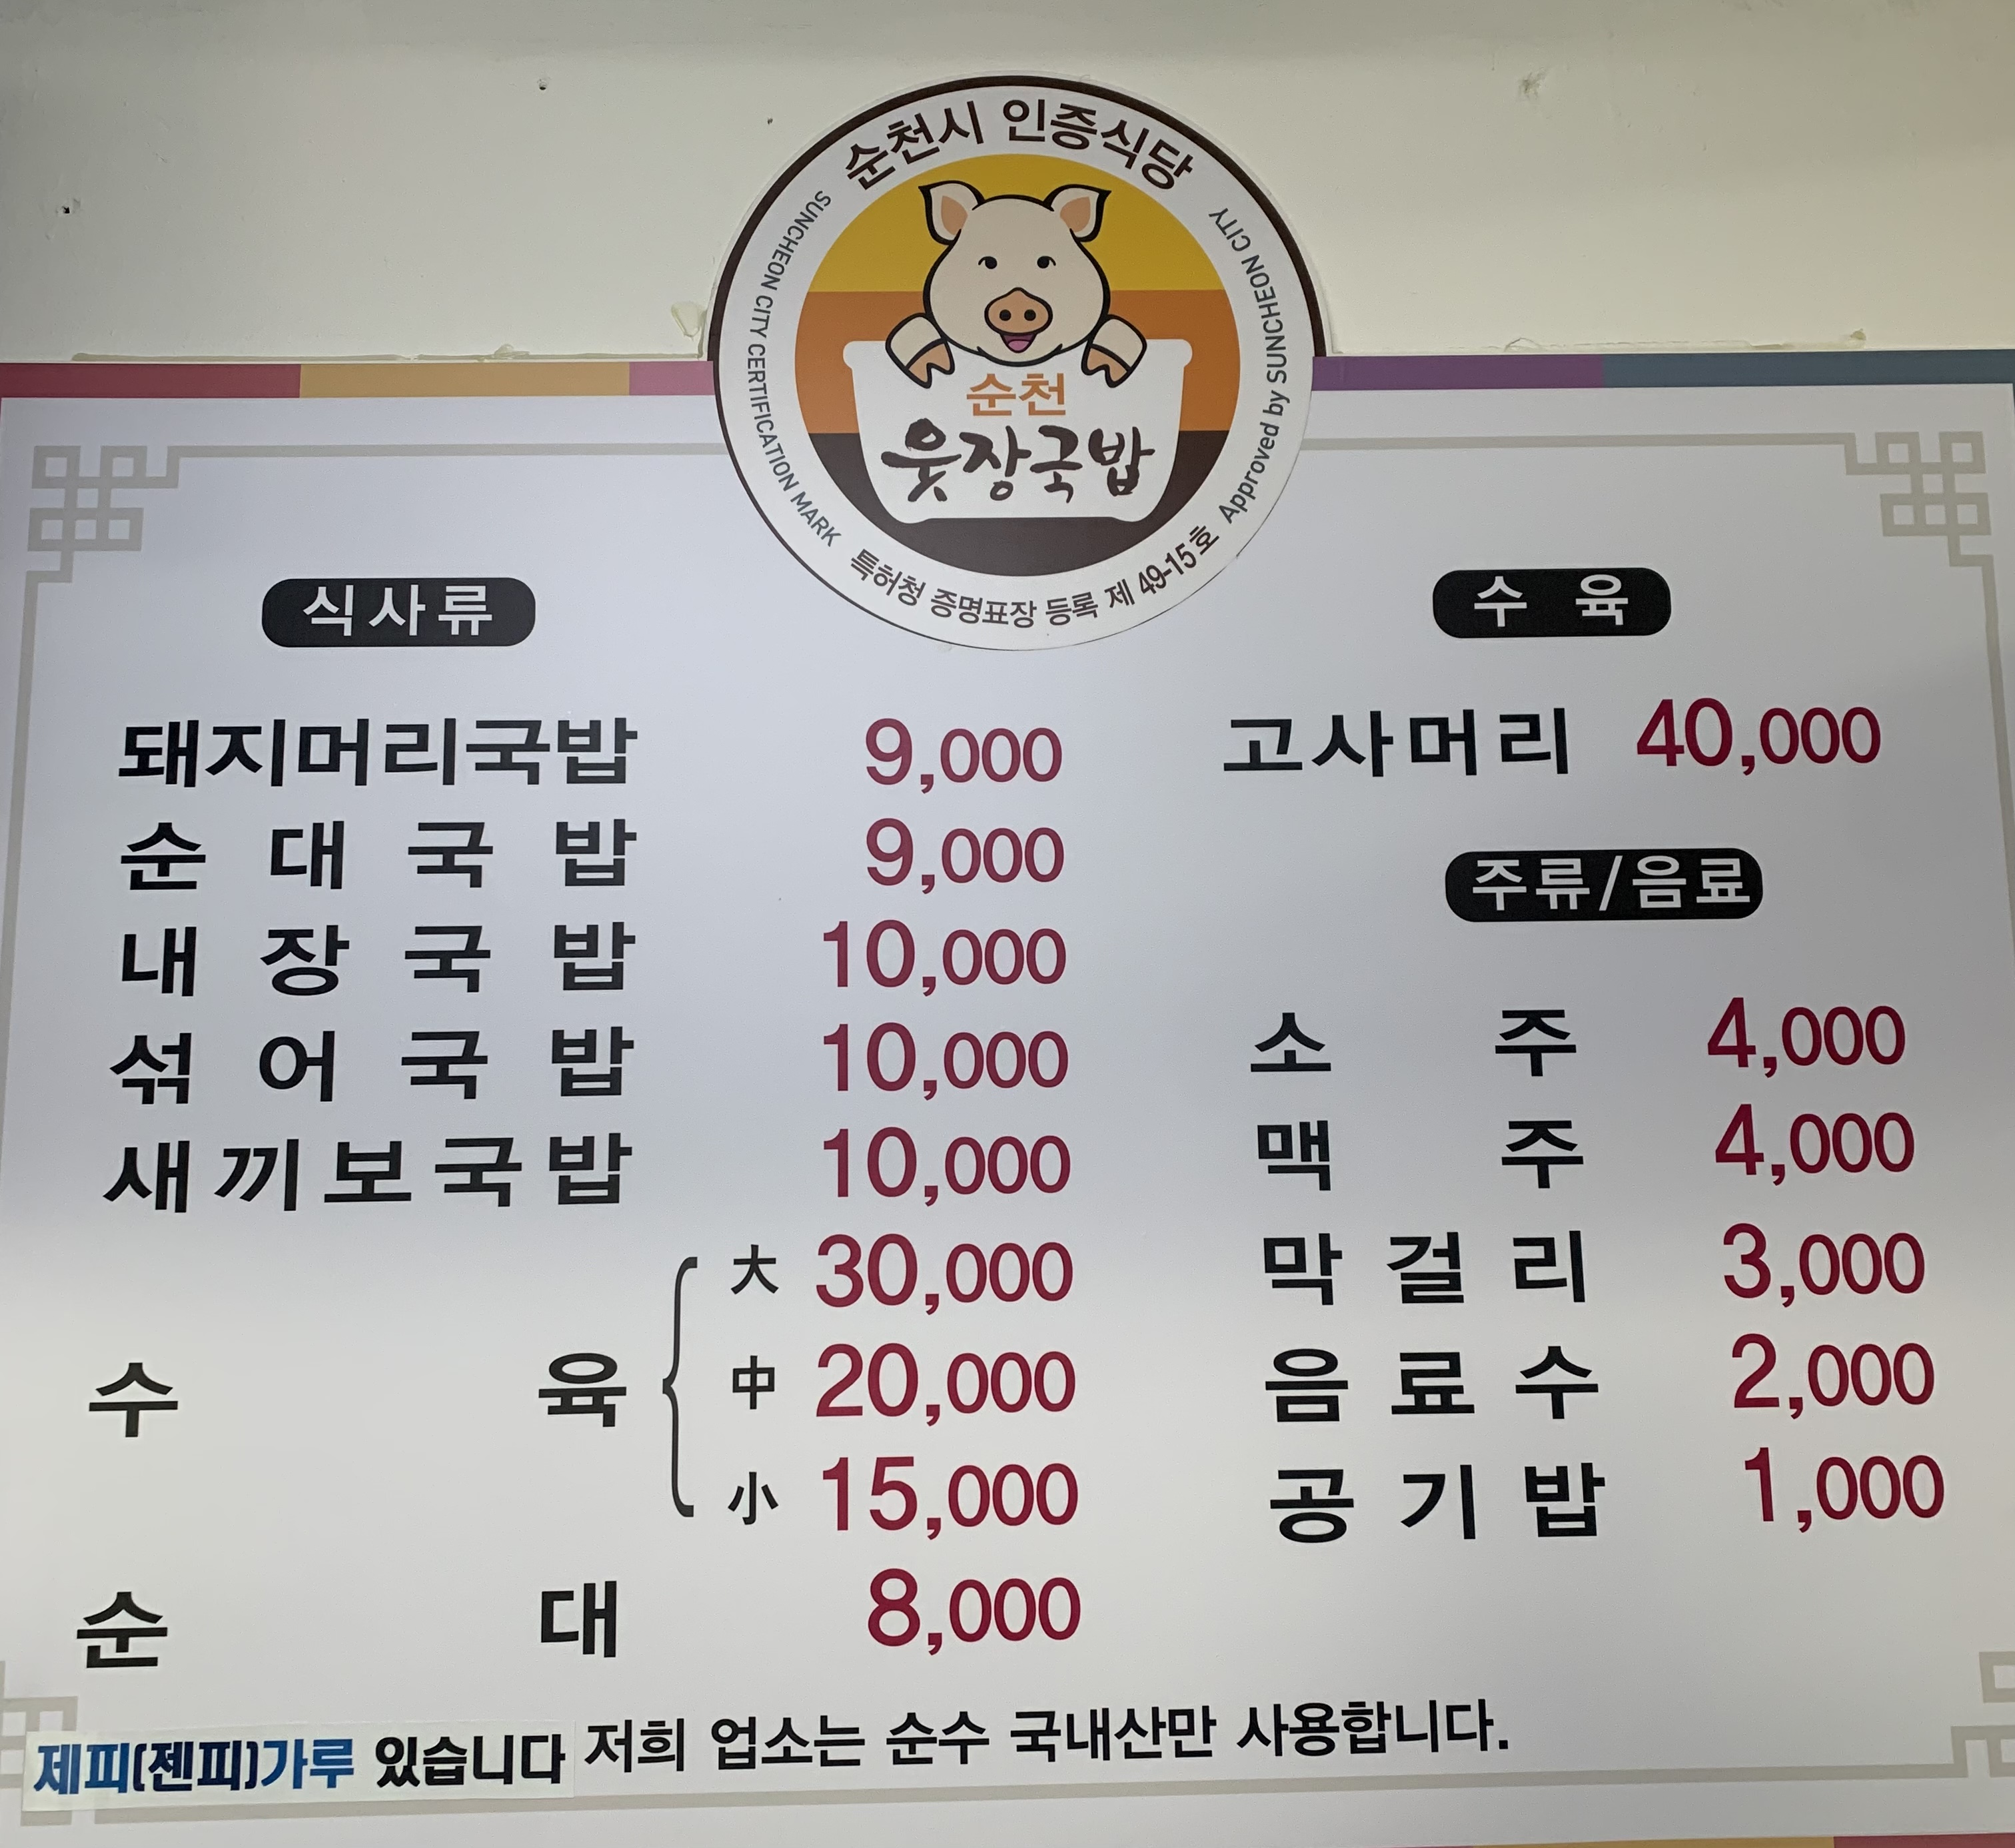 순천시 인증식당
SUNCHEON CITY CERTIFICATION MARK
Approved by SUNCHEON CITY
순천
웃장국밥
특허청 증명표장 등록 제 49-15호
식사류
돼지머리국밥 9,000
순대국밥 9,000
내장국밥 10,000
섞어국밥 10,000
새끼보국밥 10,000
수육 大 30,000
中 20,000
小 15,000
순대 8,000
수육
고사머리 40,000
주류/음료
소주 4,000
맥주 4,000
막걸리 3,000
음료수 2,000
공기밥 1,000
제피(젠피)가루 있습니다
저희 업소는 순수 국내산만 사용합니다.